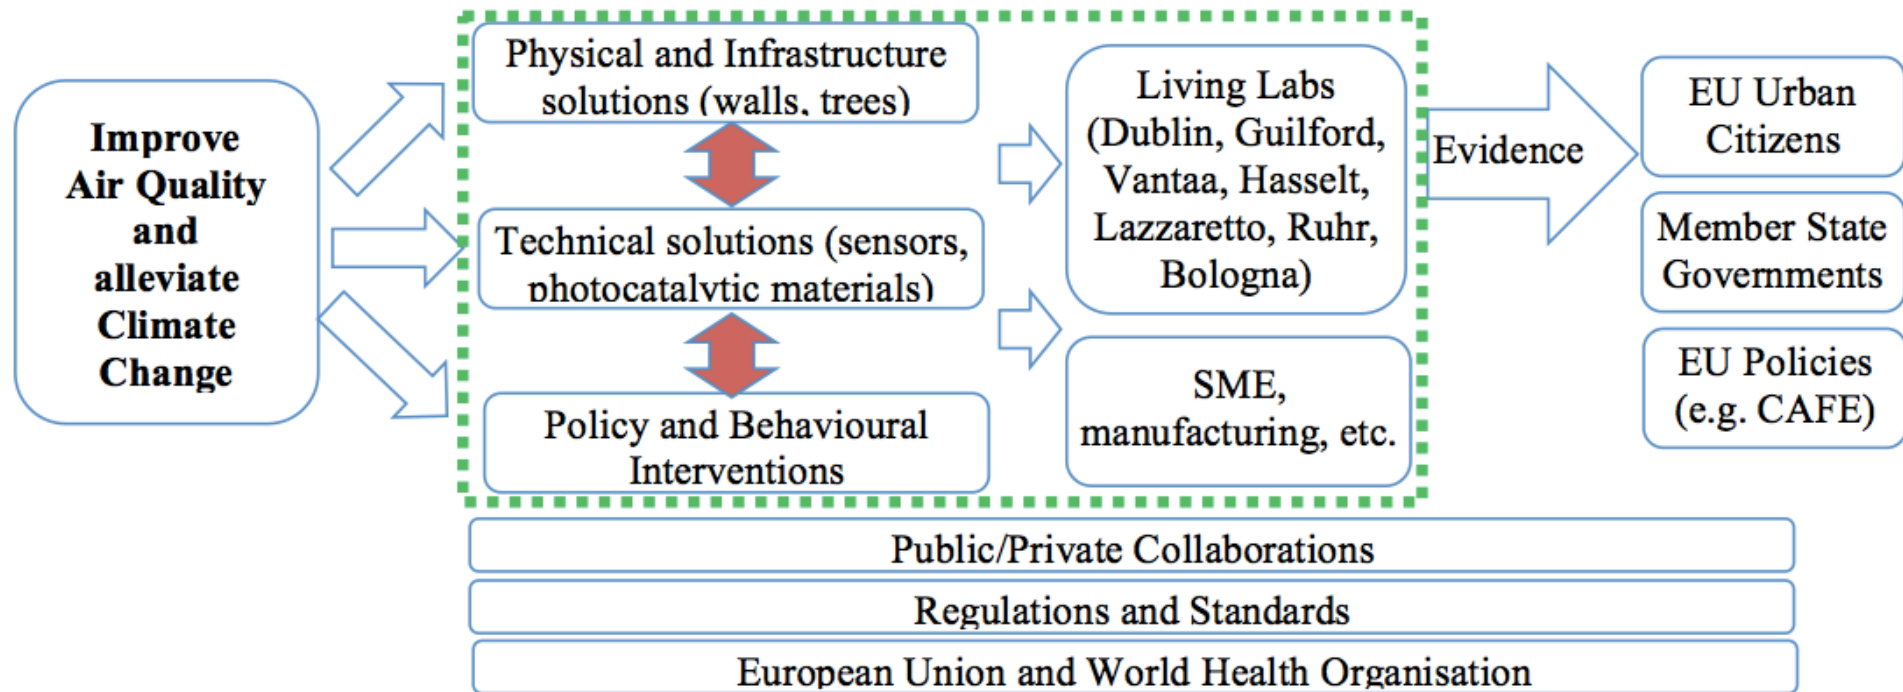 Improve
Air Quality
and
alleviate
Climate
Change
Physical and Infrastructure
solutions (walls, trees)
Technical solutions (sensors,
photocatalytic materials)
Policy and Behavioural
Interventions
Living Labs
(Dublin, Guilford,
Vantaa, Hasselt,
Lazzaretto, Ruhr,
Bologna)
SME,
manufacturing, etc.
Evidence
EU Urban
Citizens
Member State
Governments
EU Policies
(e.g. CAFE)
Public/Private Collaborations
Regulations and Standards
European Union and World Health Organisation